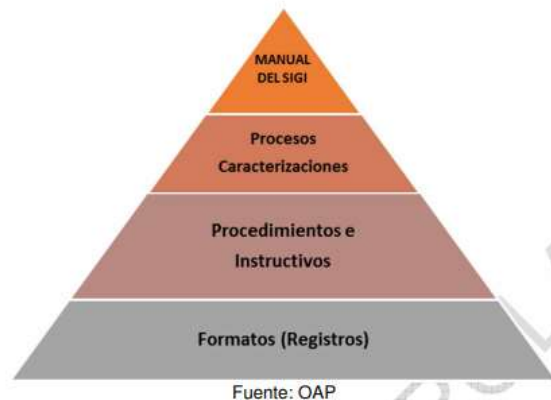 MANUAL
DEL SIGI
Procesos
Caracterizaciones
Procedimientos e
Instructivos
Formatos (Registros)
Fuente: OAP